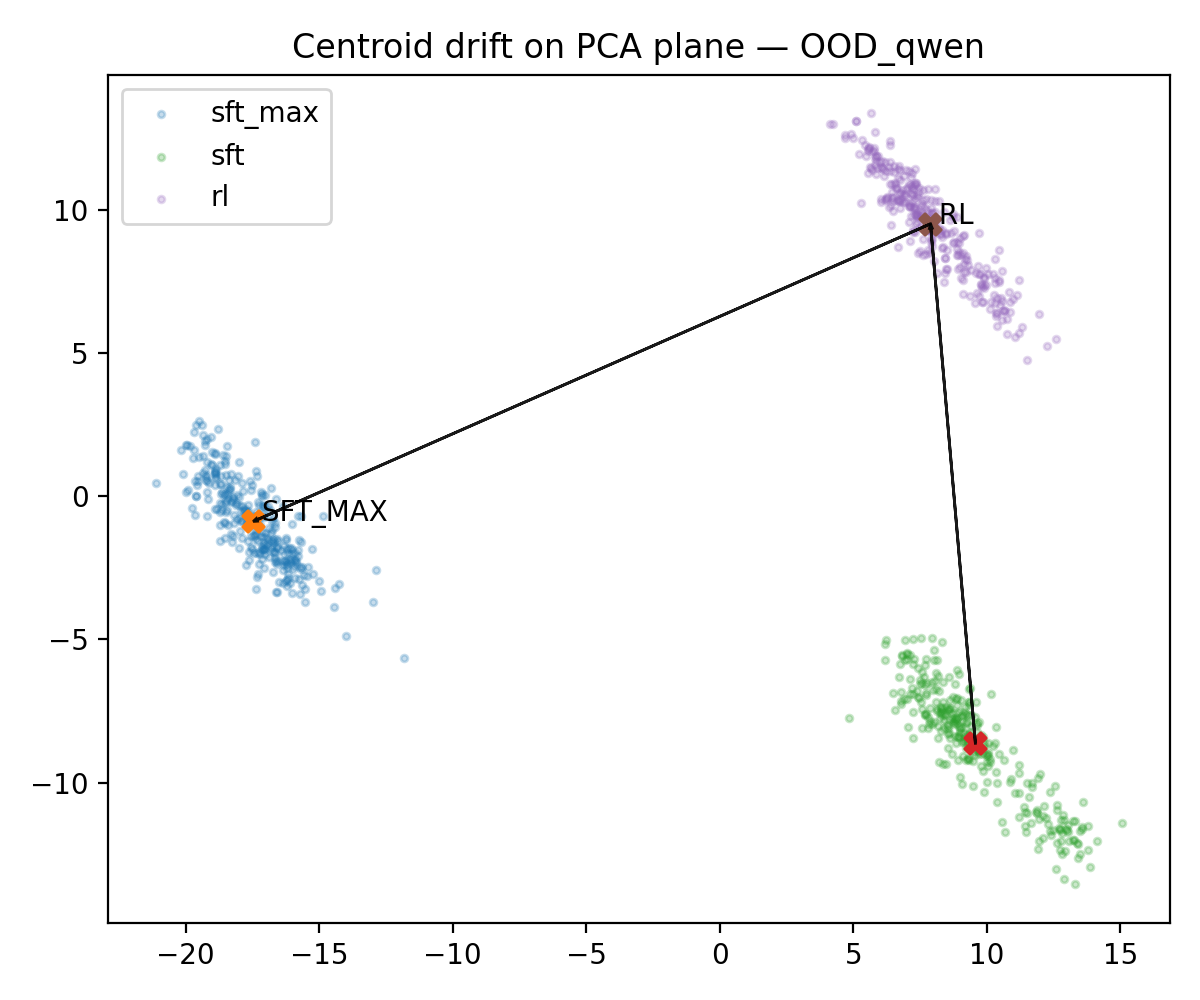 Centroid drift on PCA plane — OOD_qwen
sft_max
sft
rl
10
5
0
−5
−10
RL
SFT_MAX
−20
−15
−10
−5
0
5
10
15